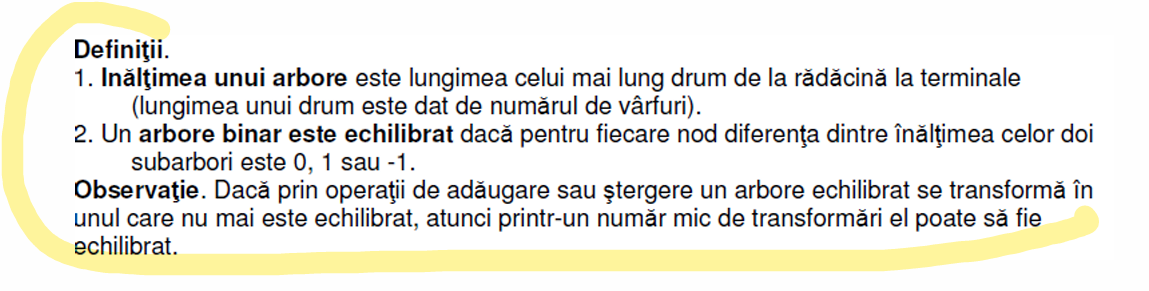 Definiţii.
1. Inălţimea unui arbore este lungimea celui mai lung drum de la rădăcină la terminale
(lungimea unui drum este dat de numărul de vârfuri).
2. Un arbore binar este echilibrat dacă pentru fiecare nod diferenţa dintre înălţimea celor doi
subarbori este 0, 1 sau -1.
Observaţie. Dacă prin operaţii de adăugare sau ştergere un arbore echilibrat se transformă în
unul care nu mai este echilibrat, atunci printr-un număr mic de transformări el poate să fie
echilibrat.